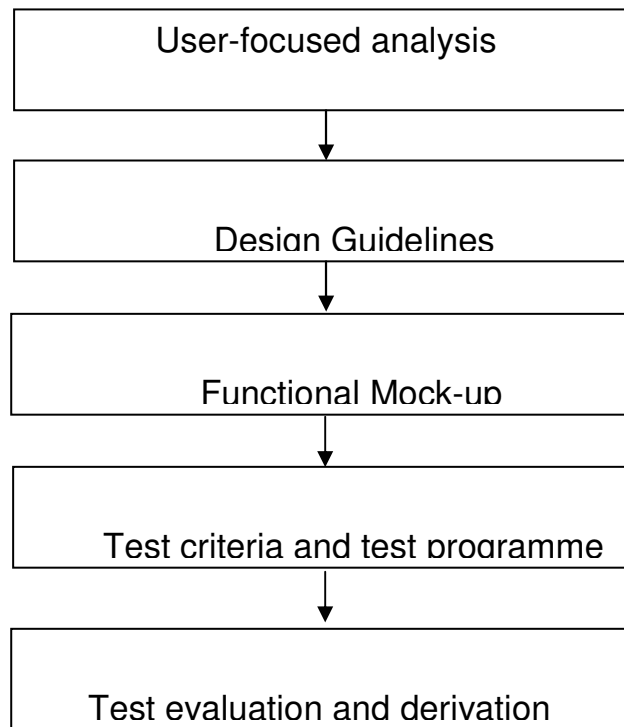 User-focused analysis
Design Guidelines
Functional Mock-up
Test criteria and test programme
Test evaluation and derivation